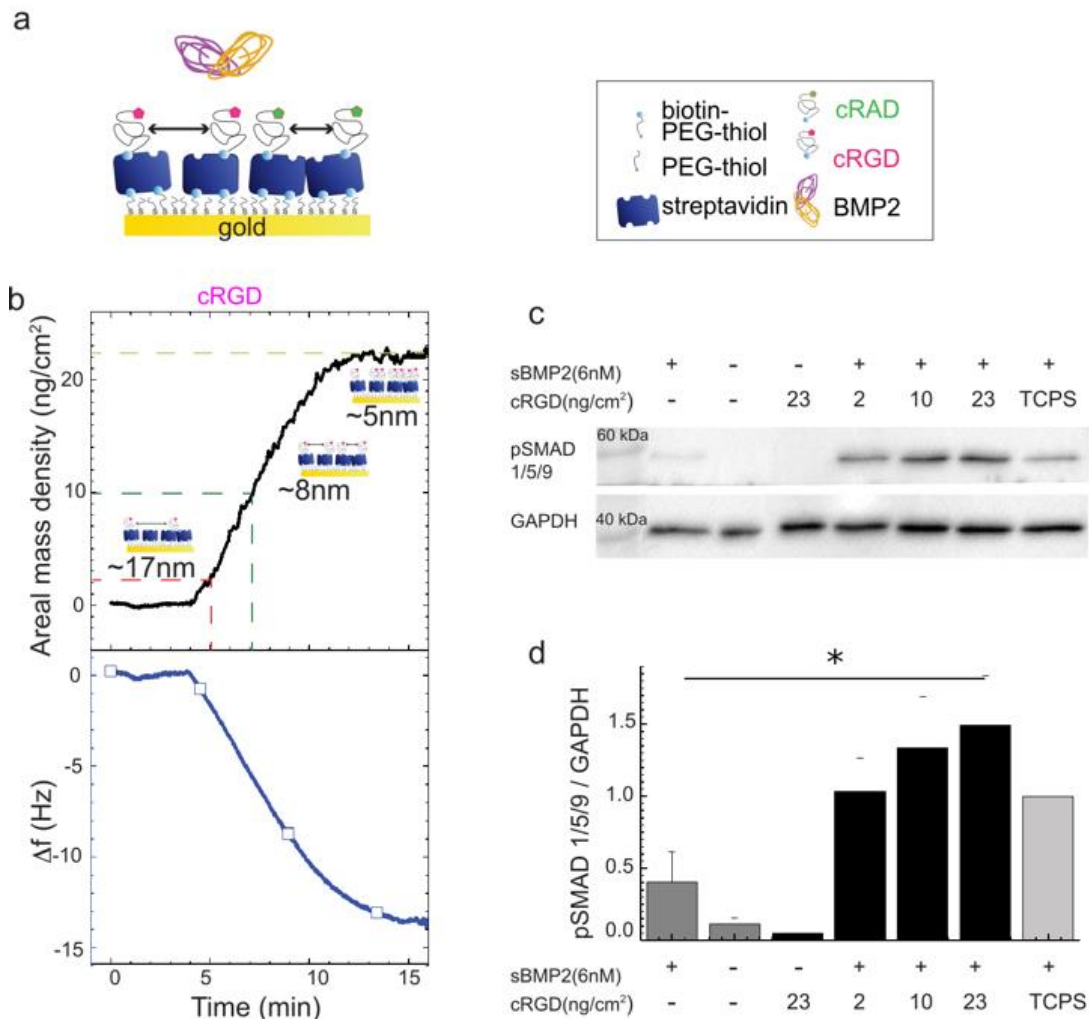 a
biotin-
PEG-thiol
PEG-thiol
streptavidin
cRAD
cRGD
BMP2
gold
b
cRGD
Areal mass density (ng/cm²)
20
10
0
~5nm
~8nm
~17nm
Δf (Hz)
0
-5
-10
-15
0 5 10 15
Time (min)
c
sBMP2(6nM) + - - + + + +
cRGD(ng/cm²) - - 23 2 10 23 TCPS
pSMAD
1/5/9
60 kDa
GAPDH
40 kDa
d
*
pSMAD 1/5/9 / GAPDH
1.5
1.0
0.5
0.0
sBMP2(6nM) + - - + + + +
cRGD(ng/cm²) - - 23 2 10 23 TCPS